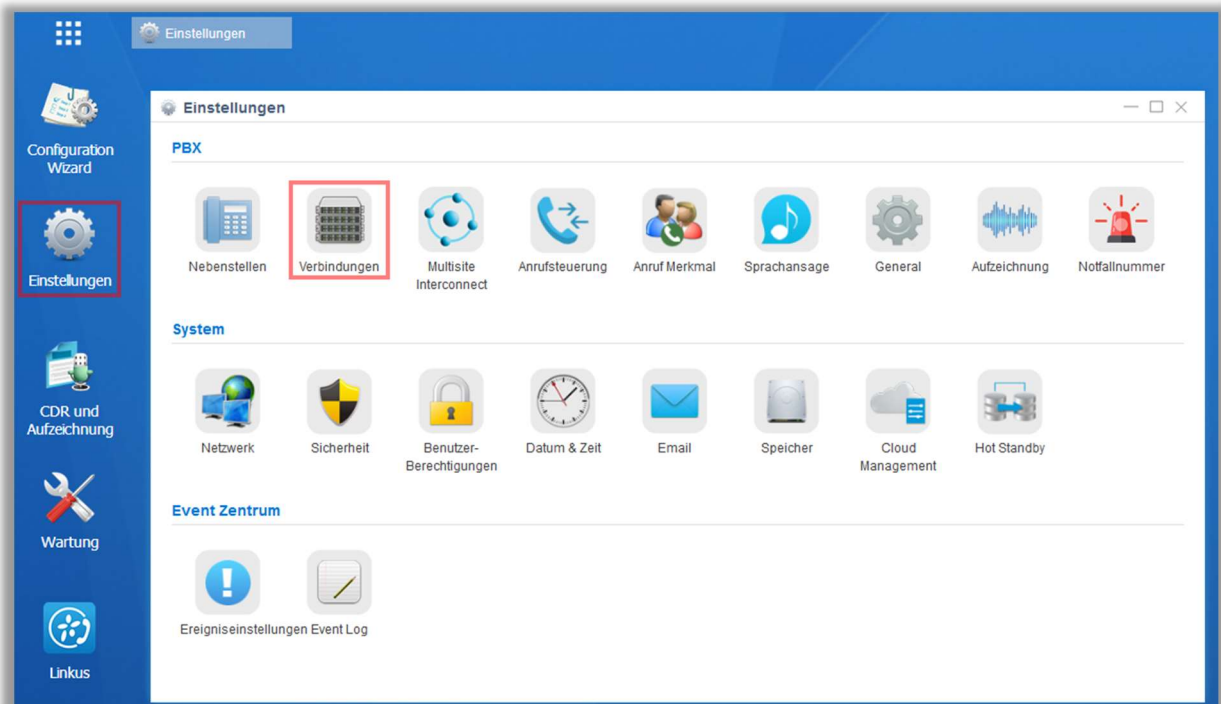 Einstellungen
Configuration
Wizard
Einstellungen
CDR und
Aufzeichnung
Wartung
Linkus
Einstellungen
PBX
Nebenstellen
Verbindungen
Multisite
Interconnect
Anrufsteuerung
Anruf Merkmal
Sprachansage
General
Aufzeichnung
Notfallnummer
System
Netzwerk
Sicherheit
Benutzer-
Berechtigungen
Datum & Zeit
Email
Speicher
Cloud
Management
Hot Standby
Event Zentrum
Ereigniseinstellungen
Event Log